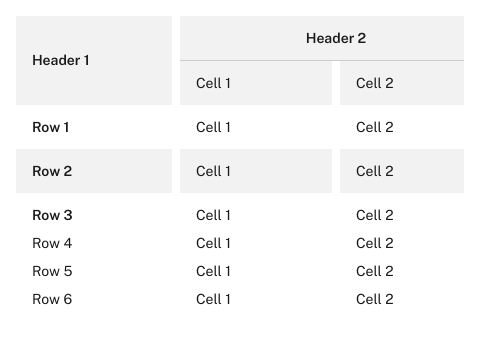 Header 2
Header 1
Cell 1 Cell 2
Row 1 Cell 1 Cell 2
Row 2 Cell 1 Cell 2
Row 3 Cell 1 Cell 2
Row 4 Cell 1 Cell 2
Row 5 Cell 1 Cell 2
Row 6 Cell 1 Cell 2